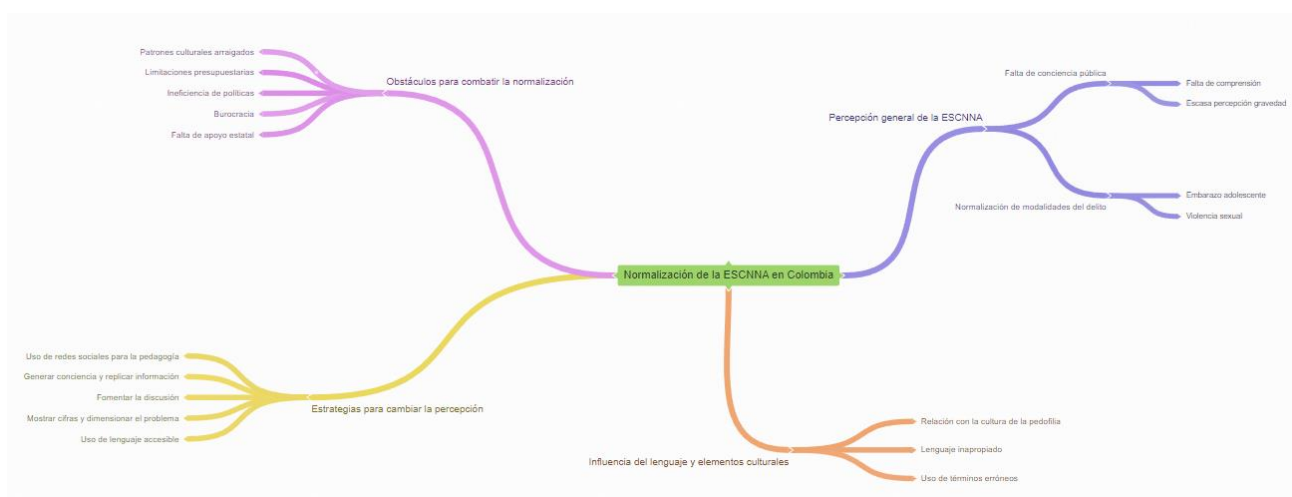 Patrones culturales arraigados
Limitaciones presupuestarias
Ineficiencia de políticas
Burocracia
Falta de apoyo estatal
Obstáculos para combatir la normalización
Falta de conciencia pública
Falta de comprensión
Escasa percepción gravedad
Percepción general de la ESCNNA
Normalización de modalidades del delito
Embarazo adolescente
Violencia sexual
Normalización de la ESCNNA en Colombia
Uso de redes sociales para la pedagogía
Generar conciencia y replicar información
Fomentar la discusión
Mostrar cifras y dimensionar el problema
Uso de lenguaje accesible
Estrategias para cambiar la percepción
Influencia del lenguaje y elementos culturales
Relación con la cultura de la pedofilia
Lenguaje inapropiado
Uso de términos erróneos